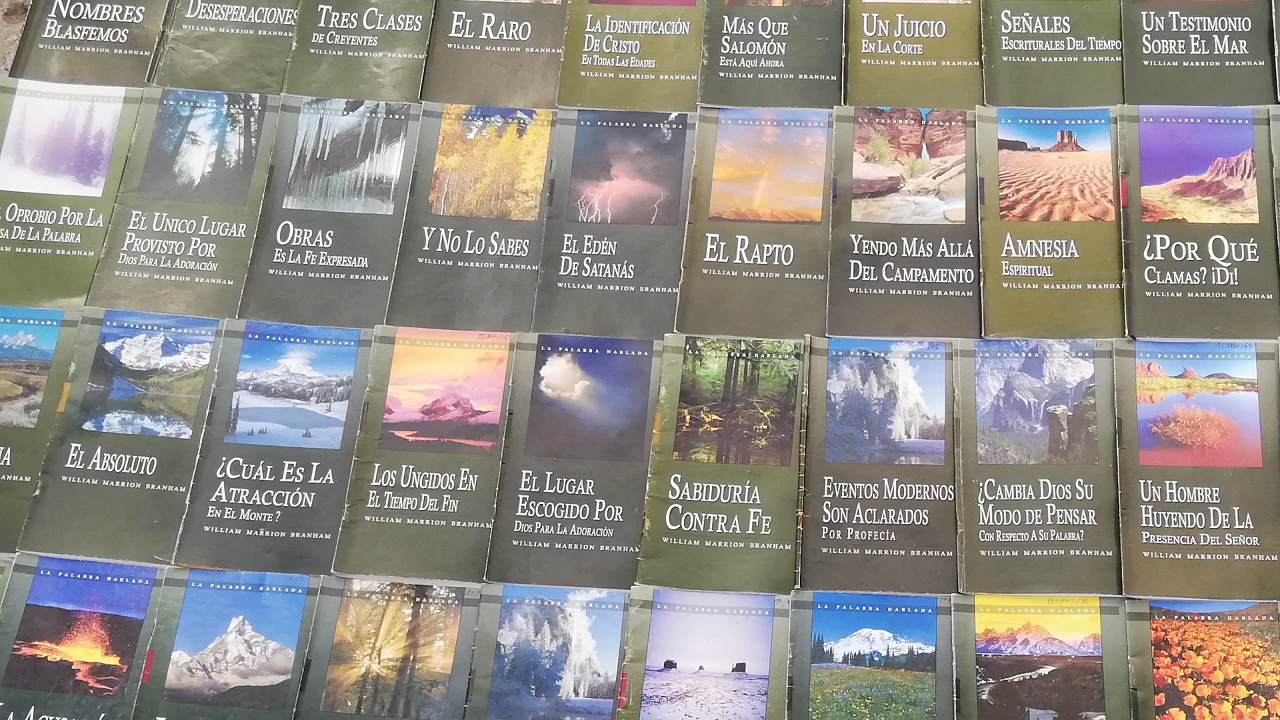 NOMBRES
BLASFEMOS
WILLIAM MARRION BRANHAM
DESESPERACIONES
WILLIAM MARRION BRANHAM
TRES CLASES
DE CREYENTES
WILLIAM MARRION BRANHAM
EL RARO
WILLIAM MARRION BRANHAM
LA IDENTIFICACIÓN
DE CRISTO
EN TODAS LAS EDADES
WILLIAM MARRION BRANHAM
MÁS QUE
SALOMÓN
ESTÁ AQUÍ AHORA
WILLIAM MARRION BRANHAM
UN JUICIO
EN LA CORTE
WILLIAM MARRION BRANHAM
SEÑALES
ESCRITURALES DEL TIEMPO
WILLIAM MARRION BRANHAM
UN TESTIMONIO
SOBRE EL MAR
WILLIAM MARRION BRANHAM
OPROBIO POR LA
DE LA PALABRA
WILLIAM MARRION BRANHAM
LA PALABRA HABLADA
EL UNICO LUGAR
PROVISTO POR
DIOS PARA LA ADORACIÓN
WILLIAM MARRION BRANHAM
LA PALABRA HABLADA
OBRAS
ES LA FE EXPRESADA
WILLIAM MARRION BRANHAM
LA PALABRA HABLADA
Y NO LO SABES
WILLIAM MARRION BRANHAM
LA PALABRA HABLADA
EL EDÉN
DE SATANÁS
WILLIAM MARRION BRANHAM
LA PALABRA HABLADA
EL RAPTO
WILLIAM MARRION BRANHAM
LA PALABRA HABLADA
YENDO MÁS ALLÁ
DEL CAMPAMENTO
WILLIAM MARRION BRANHAM
LA PALABRA HABLADA
AMNESIA
ESPIRITUAL
WILLIAM MARRION BRANHAM
LA PALABRA HABLADA
¿POR QUÉ
CLAMAS? ¡DI!
WILLIAM MARRION BRANHAM
LA PALABRA HABLADA
EL ABSOLUTO
WILLIAM MARRION BRANHAM
LA PALABRA HABLADA
¿CUÁL ES LA
ATRACCIÓN
EN EL MONTE?
WILLIAM MARRION BRANHAM
LA PALABRA HABLADA
LOS UNGIDOS EN
EL TIEMPO DEL FIN
WILLIAM MARRION BRANHAM
LA PALABRA HABLADA
EL LUGAR
ESCOGIDO POR
DIOS PARA LA ADORACIÓN
WILLIAM MARRION BRANHAM
LA PALABRA HABLADA
SABIDURÍA
CONTRA FE
WILLIAM MARRION BRANHAM
LA PALABRA HABLADA
EVENTOS MODERNOS
SON ACLARADOS
POR PROFECÍA
WILLIAM MARRION BRANHAM
LA PALABRA HABLADA
¿CAMBIA DIOS SU
MODO DE PENSAR
CON RESPECTO A SU PALABRA?
WILLIAM MARRION BRANHAM
LA PALABRA HABLADA
UN HOMBRE
HUYENDO DE LA
PRESENCIA DEL SEÑOR
WILLIAM MARRION BRANHAM
LA PALABRA HABLADA
LA PALABRA HABLADA
LA PALABRA HABLADA
LA PALABRA HABLADA
LA PALABRA HABLADA
LA PALABRA HABLADA
LA PALABRA HABLADA
LA PALABRA HABLADA